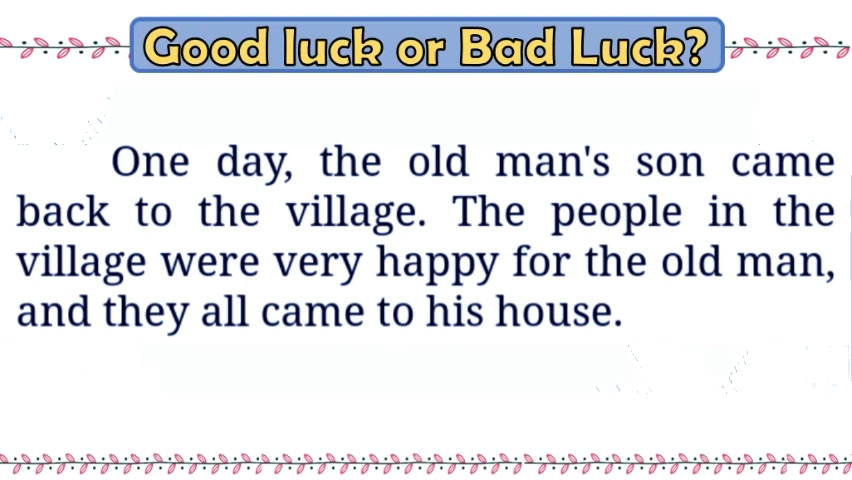 Good luck or Bad Luck?
One day, the old man's son came
back to the village. The people in the
village were very happy for the old man,
and they all came to his house.